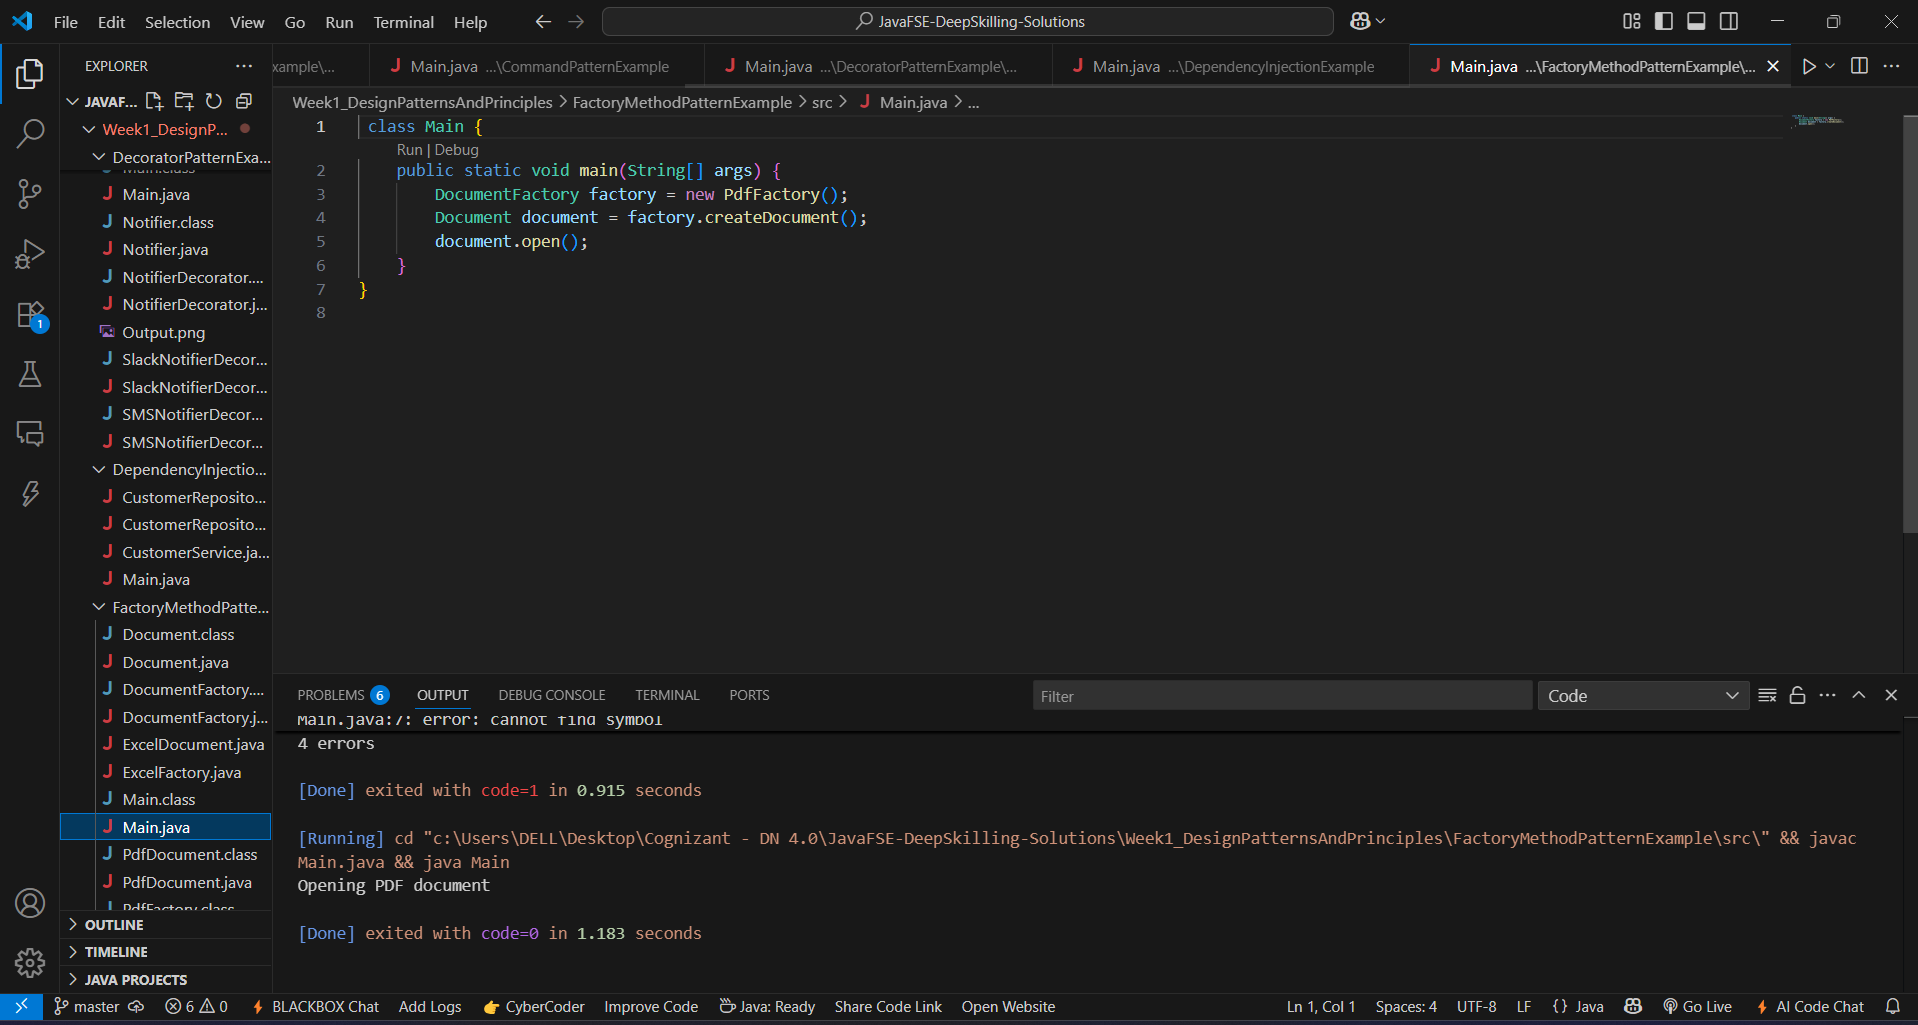 File Edit Selection View Go Run Terminal Help
JavaFSE-DeepSkilling-Solutions
EXPLORER
xample\...
Main.java ...\CommandPatternExample
Main.java ...\DecoratorPatternExample\...
Main.java ...\DependencyInjectionExample
Main.java ...\FactoryMethodPatternExample\...
JAVAF...
Week1_DesignP...
DecoratorPatternExa...
Main.class
Main.java
Notifier.class
Notifier.java
NotifierDecorator....
NotifierDecorator.j...
Output.png
SlackNotifierDecor...
SlackNotifierDecor...
SMSNotifierDecor...
SMSNotifierDecor...
DependencyInjectio...
CustomerReposito...
CustomerReposito...
CustomerService.ja...
Main.java
FactoryMethodPatte...
Document.class
Document.java
DocumentFactory....
DocumentFactory.j...
ExcelDocument.java
ExcelFactory.java
Main.class
Main.java
PdfDocument.class
PdfDocument.java
PdfFactory.class
OUTLINE
TIMELINE
JAVA PROJECTS
1
Week1_DesignPatternsAndPrinciples > FactoryMethodPatternExample > src > Main.java > ...
1 class Main {
Run | Debug
2 public static void main(String[] args) {
3 DocumentFactory factory = new PdfFactory();
4 Document document = factory.createDocument();
5 document.open();
6 }
7 }
8
PROBLEMS 6 OUTPUT DEBUG CONSOLE TERMINAL PORTS
Filter
Code
Main.java:7: error: cannot find symbol
4 errors
[Done] exited with code=1 in 0.915 seconds
[Running] cd "c:\Users\DELL\Desktop\Cognizant - DN 4.0\JavaFSE-DeepSkilling-Solutions\Week1_DesignPatternsAndPrinciples\FactoryMethodPatternExample\src\" && javac
Main.java && java Main
Opening PDF document
[Done] exited with code=0 in 1.183 seconds
master 6 0 BLACKBOX Chat Add Logs CyberCoder Improve Code Java: Ready Share Code Link Open Website Ln 1, Col 1 Spaces: 4 UTF-8 LF {} Java Go Live AI Code Chat